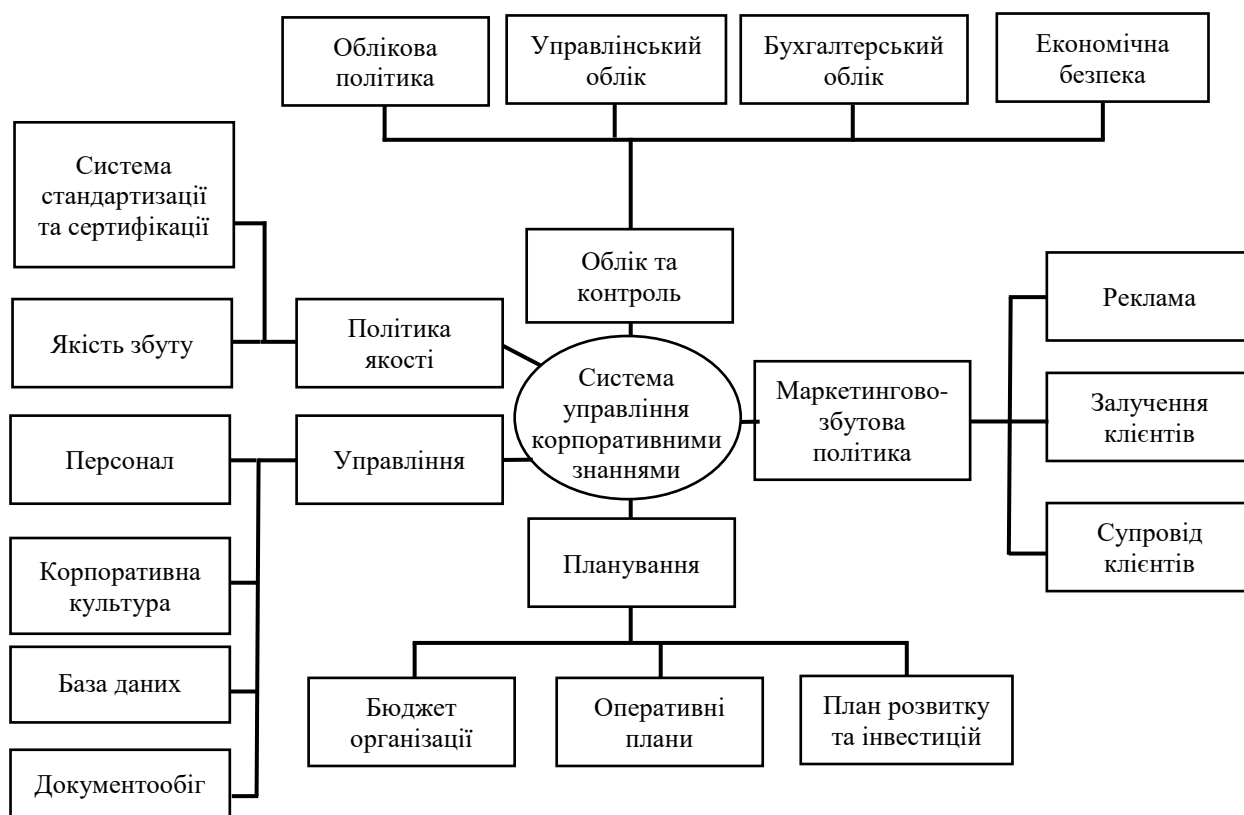 Облікова
політика
Управлінський
облік
Бухгалтерський
облік
Економічна
безпека
Система
стандартизації
та сертифікації
Облік та
контроль
Якість збуту
Політика
якості
Система
управління
корпоративними
знаннями
Маркетингово-
збутова
політика
Реклама
Залучення
клієнтів
Супровід
клієнтів
Персонал
Управління
Корпоративна
культура
База даних
Документообіг
Планування
Бюджет
організації
Оперативні
плани
План розвитку
та інвестицій